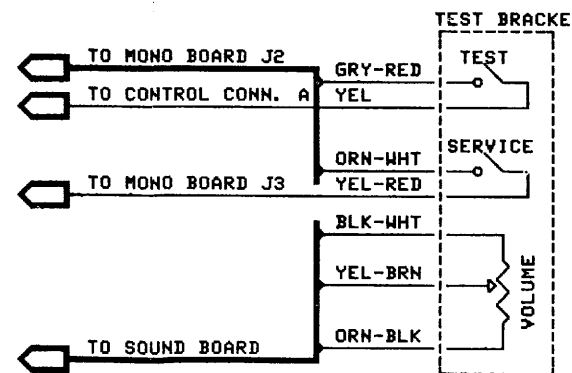 TEST BRACKE
TO MONO BOARD J2
GRY-RED
TEST
TO CONTROL CONN. A
YEL
ORN-WHT
SERVICE
TO MONO BOARD J3
YEL-RED
BLK-WHT
YEL-BRN
VOLUME
ORN-BLK
TO SOUND BOARD